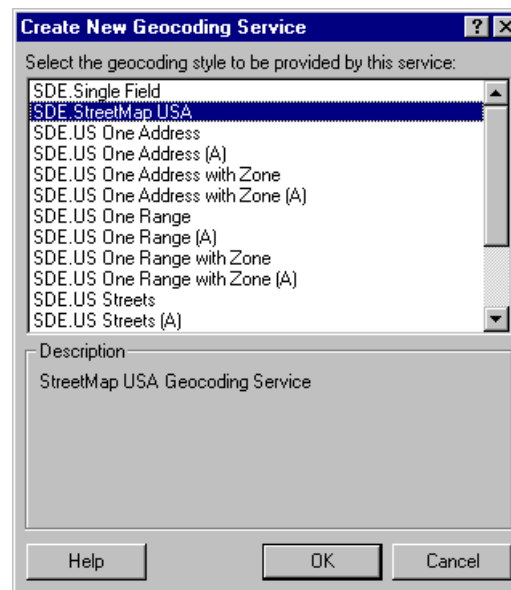 Create New Geocoding Service
Select the geocoding style to be provided by this service:
SDE.Single Field
SDE.StreetMap USA
SDE.US One Address
SDE.US One Address (A)
SDE.US One Address with Zone
SDE.US One Address with Zone (A)
SDE.US One Range
SDE.US One Range (A)
SDE.US One Range with Zone
SDE.US One Range with Zone (A)
SDE.US Streets
SDE.US Streets (A)
Description
StreetMap USA Geocoding Service
Help OK Cancel